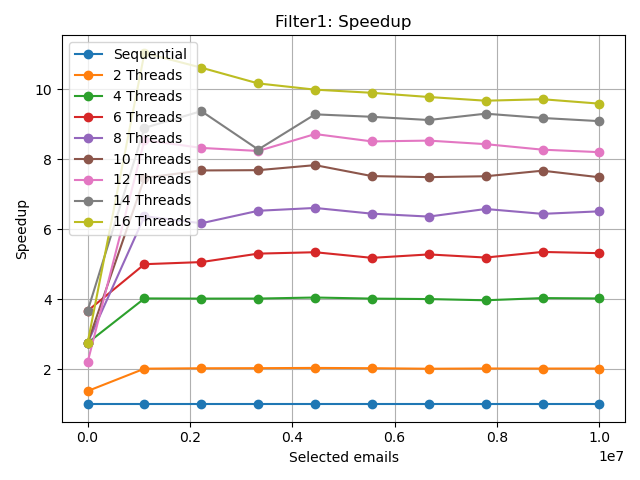 Filter1: Speedup
Sequential
2 Threads
4 Threads
6 Threads
8 Threads
10 Threads
12 Threads
14 Threads
16 Threads
10
8
6
4
2
Speedup
0.0 0.2 0.4 0.6 0.8 1.0
1e7
Selected emails